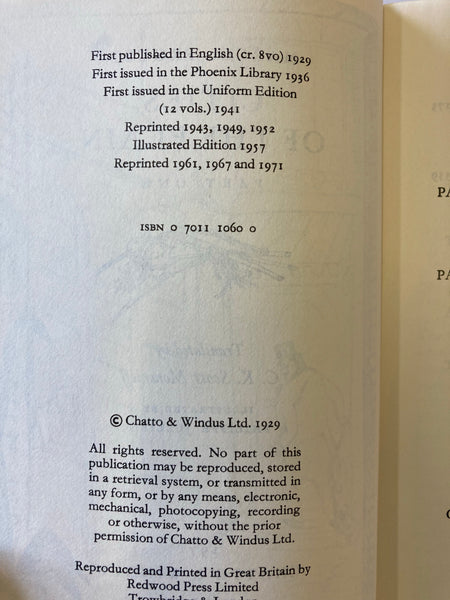 First published in English (cr. 8vo) 1929
First issued in the Phoenix Library 1936
First issued in the Uniform Edition
(12 vols.) 1941
Reprinted 1943, 1949, 1952
Illustrated Edition 1957
Reprinted 1961, 1967 and 1971
ISBN 0 7011 1060 0
© Chatto & Windus Ltd. 1929
All rights reserved. No part of this
publication may be reproduced, stored
in a retrieval system, or transmitted in
any form, or by any means, electronic,
mechanical, photocopying, recording
or otherwise, without the prior
permission of Chatto & Windus Ltd.
Reproduced and Printed in Great Britain by
Redwood Press Limited
PA
PA